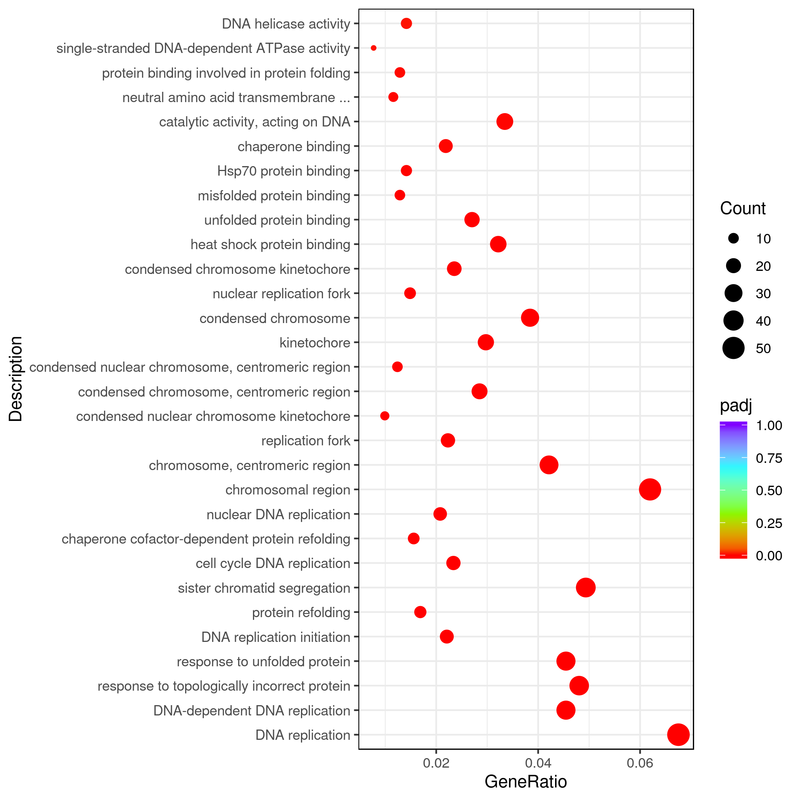 DNA helicase activity
single-stranded DNA-dependent ATPase activity
protein binding involved in protein folding
neutral amino acid transmembrane ...
catalytic activity, acting on DNA
chaperone binding
Hsp70 protein binding
misfolded protein binding
unfolded protein binding
heat shock protein binding
condensed chromosome kinetochore
nuclear replication fork
condensed chromosome
kinetochore
condensed nuclear chromosome, centromeric region
condensed chromosome, centromeric region
condensed nuclear chromosome kinetochore
replication fork
chromosome, centromeric region
chromosomal region
nuclear DNA replication
chaperone cofactor-dependent protein refolding
cell cycle DNA replication
sister chromatid segregation
protein refolding
DNA replication initiation
response to unfolded protein
response to topologically incorrect protein
DNA-dependent DNA replication
DNA replication
Description
0.02 0.04 0.06
GeneRatio
Count
10
20
30
40
50
padj
1.00
0.75
0.50
0.25
0.00